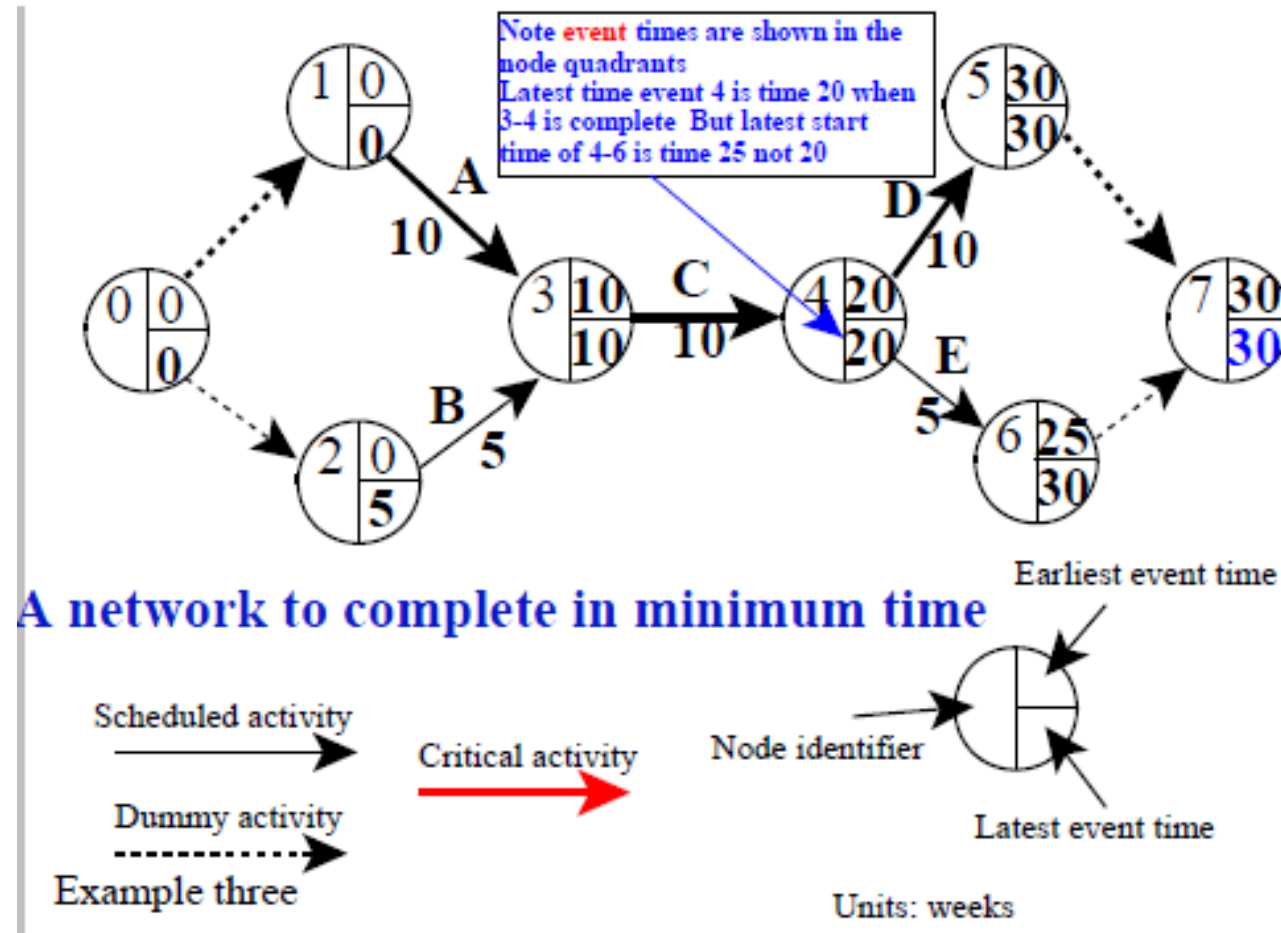 Note event times are shown in the
node quadrants
Latest time event 4 is time 20 when
3-4 is complete But latest start
time of 4-6 is time 25 not 20
1 0
0
5 30
30
A
10
D
10
0 0
0
3 10
10
C
10
4 20
20
7 30
30
B
5
E
5
2 0
5
6 25
30
Earliest event time
A network to complete in minimum time
Scheduled activity
Critical activity
Node identifier
Dummy activity
Latest event time
Example three
Units: weeks